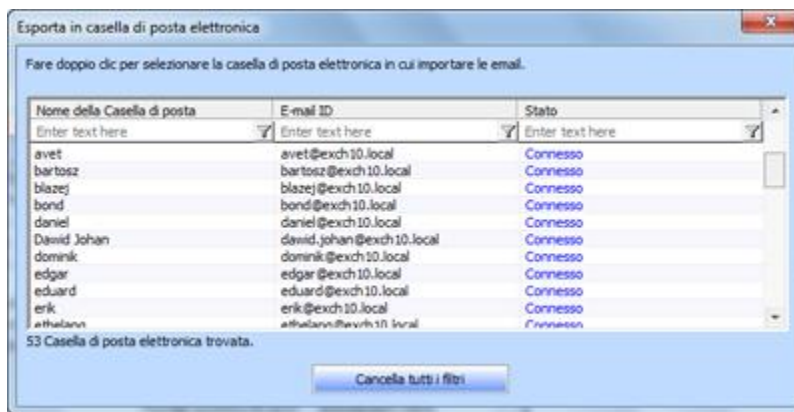 Esporta in casella di posta elettronica
Fare doppio clic per selezionare la casella di posta elettronica in cui importare le email.
Nome della Casella di posta E-mail ID Stato
Enter text here Enter text here Enter text here
avet avet@exch10.local Connesso
bartosz bartosz@exch10.local Connesso
blazej blazej@exch10.local Connesso
bond bond@exch10.local Connesso
daniel daniel@exch10.local Connesso
Dawid Johan dawid.johan@exch10.local Connesso
dominik dominik@exch10.local Connesso
edgar edgar@exch10.local Connesso
eduard eduard@exch10.local Connesso
erik erik@exch10.local Connesso
ethelang ethelang@exch10.local Connesso
53 Casella di posta elettronica trovata.
Cancella tutti i filtri